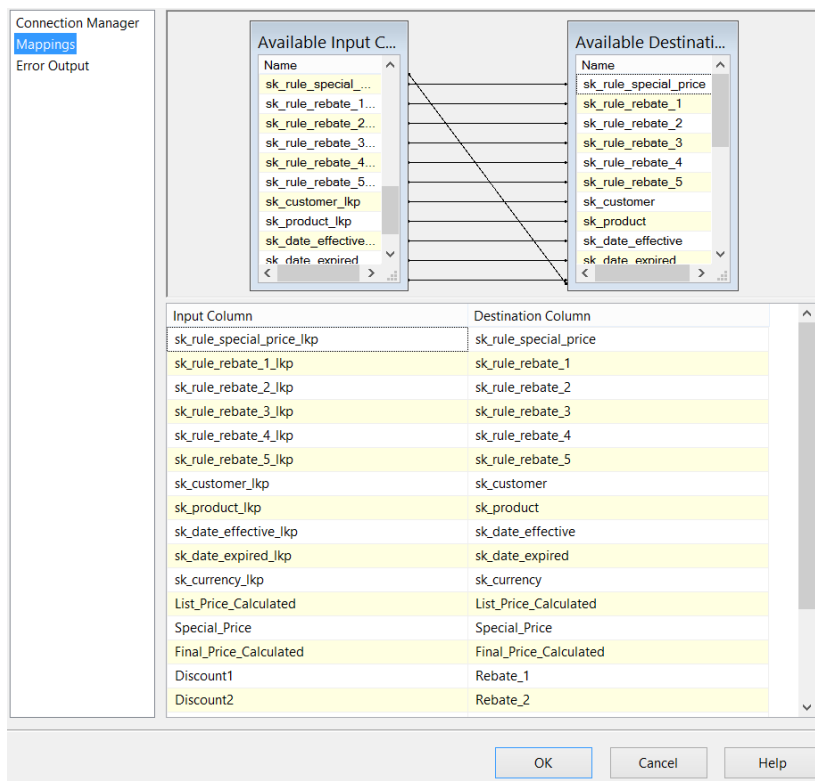 Connection Manager
Mappings
Error Output
Available Input C...
Name
sk_rule_special_...
sk_rule_rebate_1...
sk_rule_rebate_2...
sk_rule_rebate_3...
sk_rule_rebate_4...
sk_rule_rebate_5...
sk_customer_lkp
sk_product_lkp
sk_date_effective...
sk_date_expired
Available Destinati...
Name
sk_rule_special_price
sk_rule_rebate_1
sk_rule_rebate_2
sk_rule_rebate_3
sk_rule_rebate_4
sk_rule_rebate_5
sk_customer
sk_product
sk_date_effective
sk_date_expired
Input Column Destination Column
sk_rule_special_price_lkp sk_rule_special_price
sk_rule_rebate_1_lkp sk_rule_rebate_1
sk_rule_rebate_2_lkp sk_rule_rebate_2
sk_rule_rebate_3_lkp sk_rule_rebate_3
sk_rule_rebate_4_lkp sk_rule_rebate_4
sk_rule_rebate_5_lkp sk_rule_rebate_5
sk_customer_lkp sk_customer
sk_product_lkp sk_product
sk_date_effective_lkp sk_date_effective
sk_date_expired_lkp sk_date_expired
sk_currency_lkp sk_currency
List_Price_Calculated List_Price_Calculated
Special_Price Special_Price
Final_Price_Calculated Final_Price_Calculated
Discount1 Rebate_1
Discount2 Rebate_2
OK Cancel Help